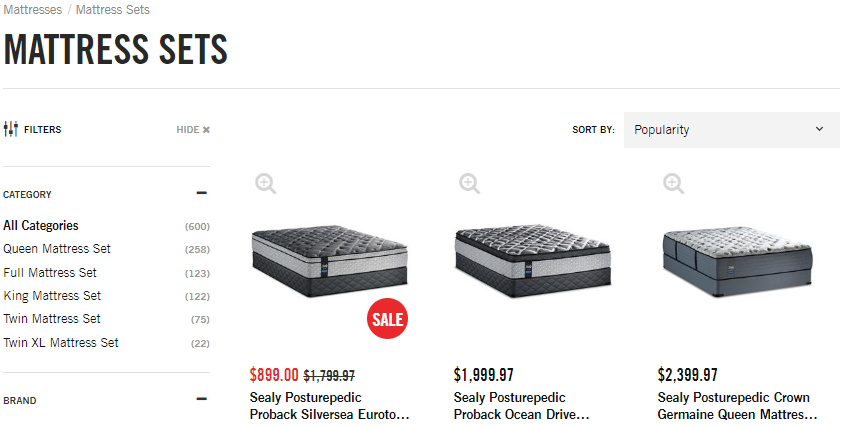 Mattresses / Mattress Sets
MATTRESS SETS
FILTERS
HIDE ✖
SORT BY:
Popularity
CATEGORY
All Categories (600)
Queen Mattress Set (258)
Full Mattress Set (123)
King Mattress Set (122)
Twin Mattress Set (75)
Twin XL Mattress Set (22)
BRAND
SALE
$899.00 $1,799.97
Sealy Posturepedic
Proback Silversea Euroto...
$1,999.97
Sealy Posturepedic
Proback Ocean Drive...
$2,399.97
Sealy Posturepedic Crown
Germaine Queen Mattres...